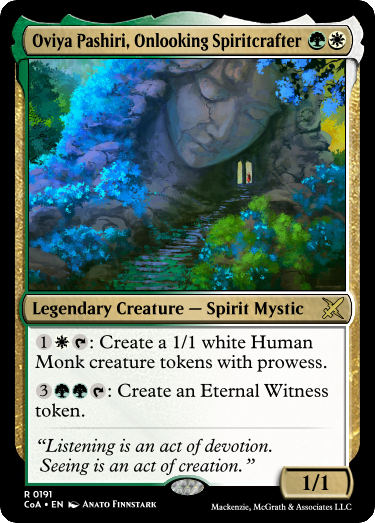 Oviya Pashiri, Onlooking Spiritcrafter
Legendary Creature — Spirit Mystic
1 : Create a 1/1 white Human
Monk creature tokens with prowess.
3 : Create an Eternal Witness
token.
“Listening is an act of devotion.
Seeing is an act of creation.”
1/1
R 0191
CoA • EN Anato Finnstark
Mackenzie, McGrath & Associates LLC